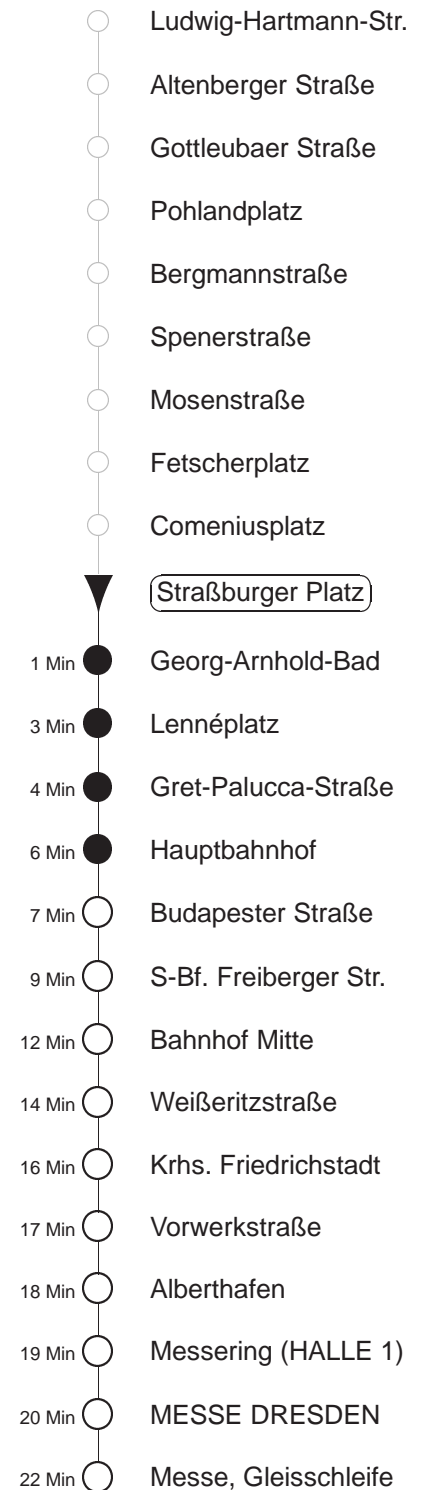 Ludwig-Hartmann-Str.
Altenberger Straße
Gottleubaer Straße
Pohlandplatz
Bergmannstraße
Spenerstraße
Mosenstraße
Fetscherplatz
Comeniusplatz
Straßburger Platz
1 Min Georg-Arnhold-Bad
3 Min Lennéplatz
4 Min Gret-Palucca-Straße
6 Min Hauptbahnhof
7 Min Budapester Straße
9 Min S-Bf. Freiberger Str.
12 Min Bahnhof Mitte
14 Min Weißeritzstraße
16 Min Krhs. Friedrichstadt
17 Min Vorwerkstraße
18 Min Alberthafen
19 Min Messering (HALLE 1)
20 Min MESSE DRESDEN
22 Min Messe, Gleisschleife